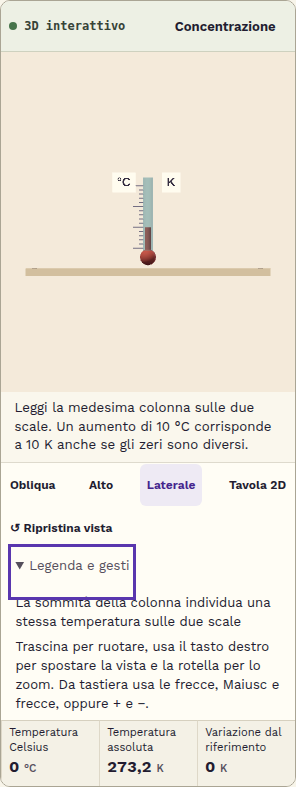 3D interattivo Concentrazione
°C K
Leggi la medesima colonna sulle due
scale. Un aumento di 10 °C corrisponde
a 10 K anche se gli zeri sono diversi.
Obliqua Alto Laterale Tavola 2D
↺ Ripristina vista
▼ Legenda e gesti
La sommità della colonna individua una
stessa temperatura sulle due scale
Trascina per ruotare, usa il tasto destro
per spostare la vista e la rotella per lo
zoom. Da tastiera usa le frecce, Maiusc e
frecce, oppure + e −.
Temperatura Celsius
0 °C
Temperatura assoluta
273,2 K
Variazione dal riferimento
0 K